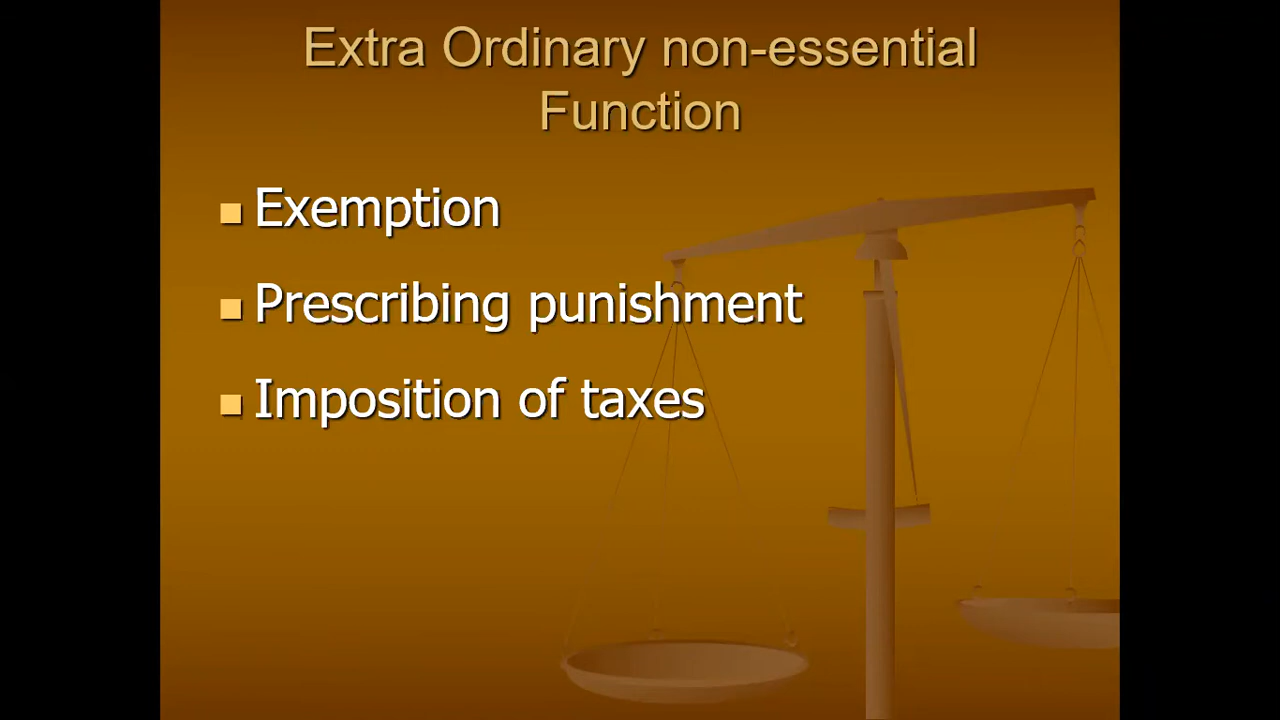 Extra Ordinary non-essential
Function
Exemption
Prescribing punishment
Imposition of taxes